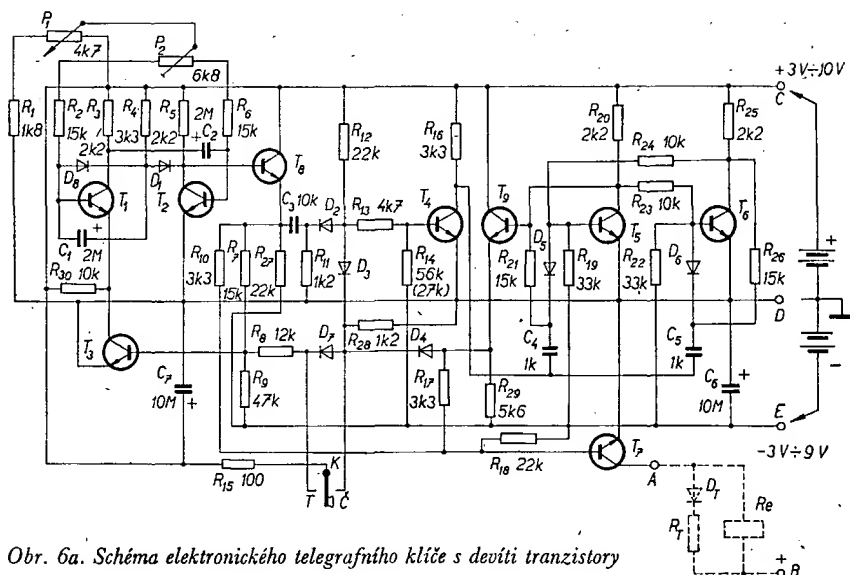 P₁
4k7
P₂
6k8
R₁
1k8
R₂
15k
R₃
3k3
R₄
2k2
R₅
2k2
2M
C₂
R₆
15k
D₈
D₁
T₁
T₂
T₈
C₁
2M
+
R₃₀ 10k
R₁₀
3k3
R₇
15k
R₂₇
22k
C₃ 10k
D₂
R₁₁
1k2
R₁₂
22k
R₁₃ 4k7
D₃
R₁₄
56k
(27k)
R₁₆
3k3
T₄
T₉
R₂₈ 1k2
D₄
T₃
R₈ 12k
D₇
R₉
47k
C₇
10M
+
R₁₇
3k3
R₂₉
5k6
R₁₅ 100
K
T
Č
R₂₀
2k2
R₂₄ 10k
R₂₃ 10k
R₂₅
2k2
D₅
T₅
T₆
R₂₁
15k
R₁₉
33k
R₂₂
33k
D₆
R₂₆
15k
C₄
1k
C₅
1k
C₆
10M
+
R₁₈ 22k
T₇
A
D_T
R_T
Re
+
B
+3V÷10V
C
+
D
−
E
−3V÷9V
Obr. 6a. Schéma elektronického telegrafního klíče s devíti tranzistory